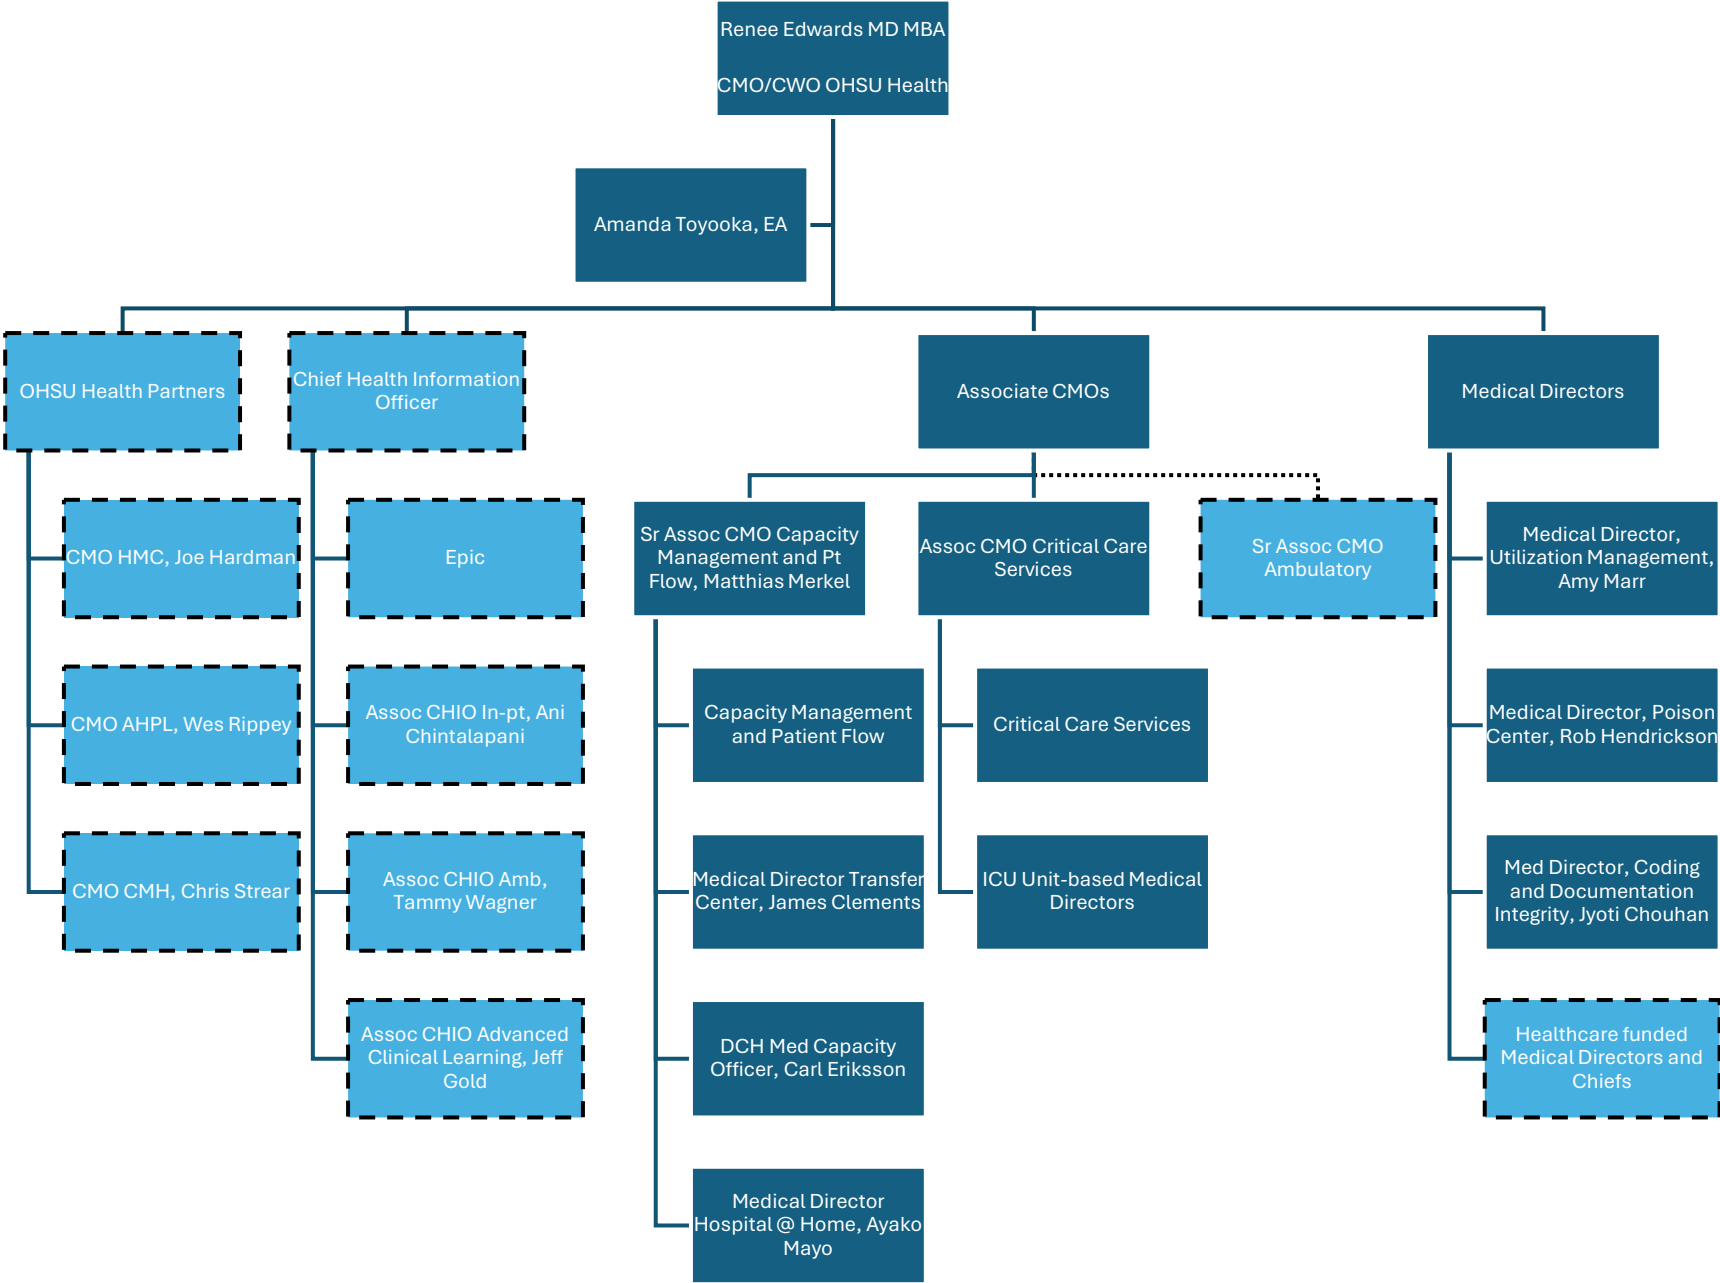 Renee Edwards MD MBA
CMO/CWO OHSU Health
Amanda Toyooka, EA
OHSU Health Partners
Chief Health Information
Officer
Associate CMOs
Medical Directors
CMO HMC, Joe Hardman
CMO AHPL, Wes Rippey
CMO CMH, Chris Strear
Epic
Assoc CHIO In-pt, Ani
Chintalapani
Assoc CHIO Amb,
Tammy Wagner
Assoc CHIO Advanced
Clinical Learning, Jeff
Gold
Sr Assoc CMO Capacity
Management and Pt
Flow, Matthias Merkel
Capacity Management
and Patient Flow
Medical Director Transfer
Center, James Clements
DCH Med Capacity
Officer, Carl Eriksson
Medical Director
Hospital @ Home, Ayako
Mayo
Assoc CMO Critical Care
Services
Critical Care Services
ICU Unit-based Medical
Directors
Sr Assoc CMO
Ambulatory
Medical Director,
Utilization Management,
Amy Marr
Medical Director, Poison
Center, Rob Hendrickson
Med Director, Coding
and Documentation
Integrity, Jyoti Chouhan
Healthcare funded
Medical Directors and
Chiefs